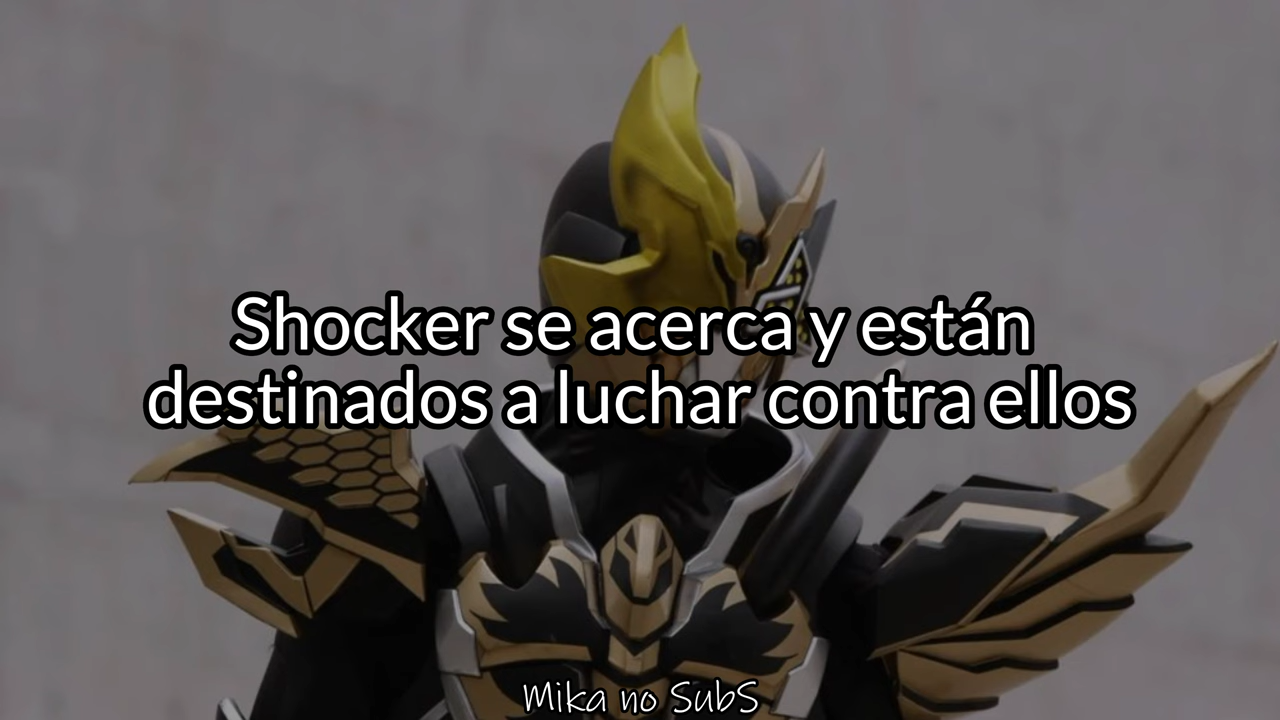 Shocker se acerca y están
destinados a luchar contra ellos
Mika no SubS